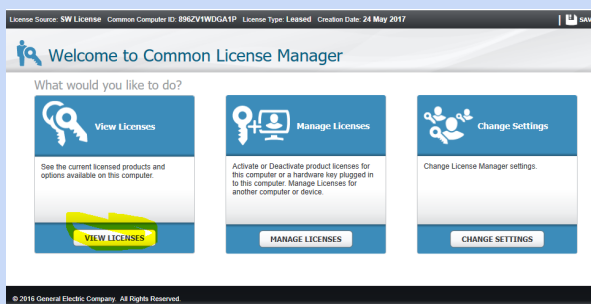 License Source: SW License Common Computer ID: 896ZV1WDGA1P License Type: Leased Creation Date: 24 May 2017 | SAV
Welcome to Common License Manager
What would you like to do?
View Licenses
See the current licensed products and
options available on this computer.
VIEW LICENSES
Manage Licenses
Activate or Deactivate product licenses for
this computer or a hardware key plugged in
to this computer. Manage Licenses for
another computer or device.
MANAGE LICENSES
Change Settings
Change License Manager settings.
CHANGE SETTINGS
© 2016 General Electric Company. All Rights Reserved.